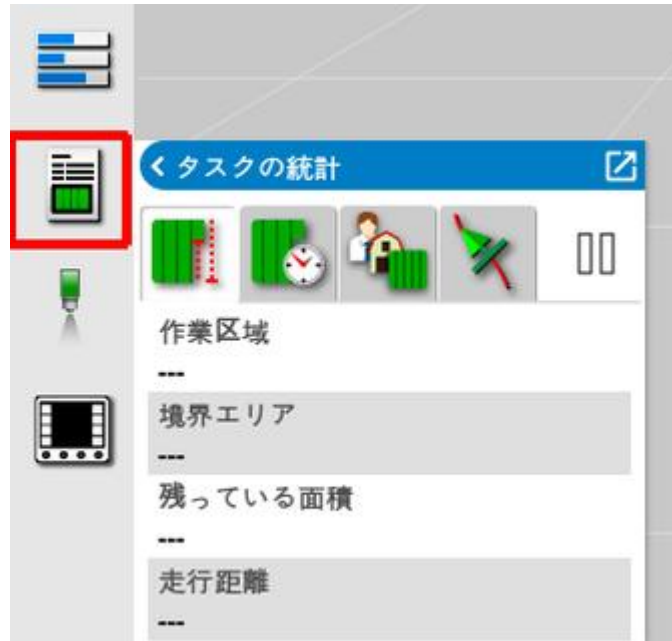 タスクの統計
作業区域
---
境界エリア
---
残っている面積
---
走行距離
---